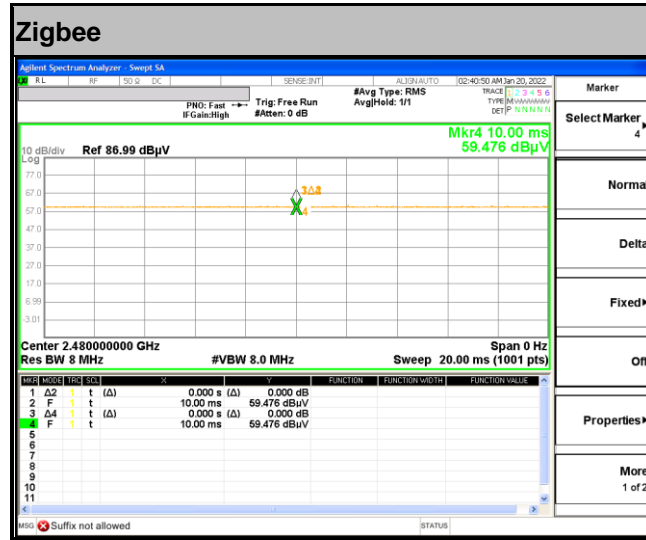 Zigbee
Agilent Spectrum Analyzer - Swept SA
RL RF 50 Ω DC SENSE:INT ALIGN AUTO 02:40:50 AM Jan 20, 2022
PNO: Fast Trig: Free Run #Avg Type: RMS TRACE 1 2 3 4 5 6
IFGain:High #Atten: 0 dB Avg|Hold: 1/1 TYPE M
DET P N N N N N
Mkr4 10.00 ms
59.476 dBµV
10 dB/div Ref 86.99 dBµV
Log
77.0
67.0
57.0
47.0
37.0
27.0
17.0
6.99
-3.01
4
Center 2.480000000 GHz Span 0 Hz
Res BW 8 MHz #VBW 8.0 MHz Sweep 20.00 ms (1001 pts)
MKR MODE TRC SCL X Y FUNCTION FUNCTION WIDTH FUNCTION VALUE
1 Δ2 1 t (Δ) 0.000 s (Δ) 0.000 dB
2 F 1 t 10.00 ms 59.476 dBµV
3 Δ4 1 t (Δ) 0.000 s (Δ) 0.000 dB
4 F 1 t 10.00 ms 59.476 dBµV
5
6
7
8
9
10
11
MSG Suffix not allowed STATUS
Marker
Select Marker
4
Norma
Delta
Fixed
Off
Properties
More
1 of 2